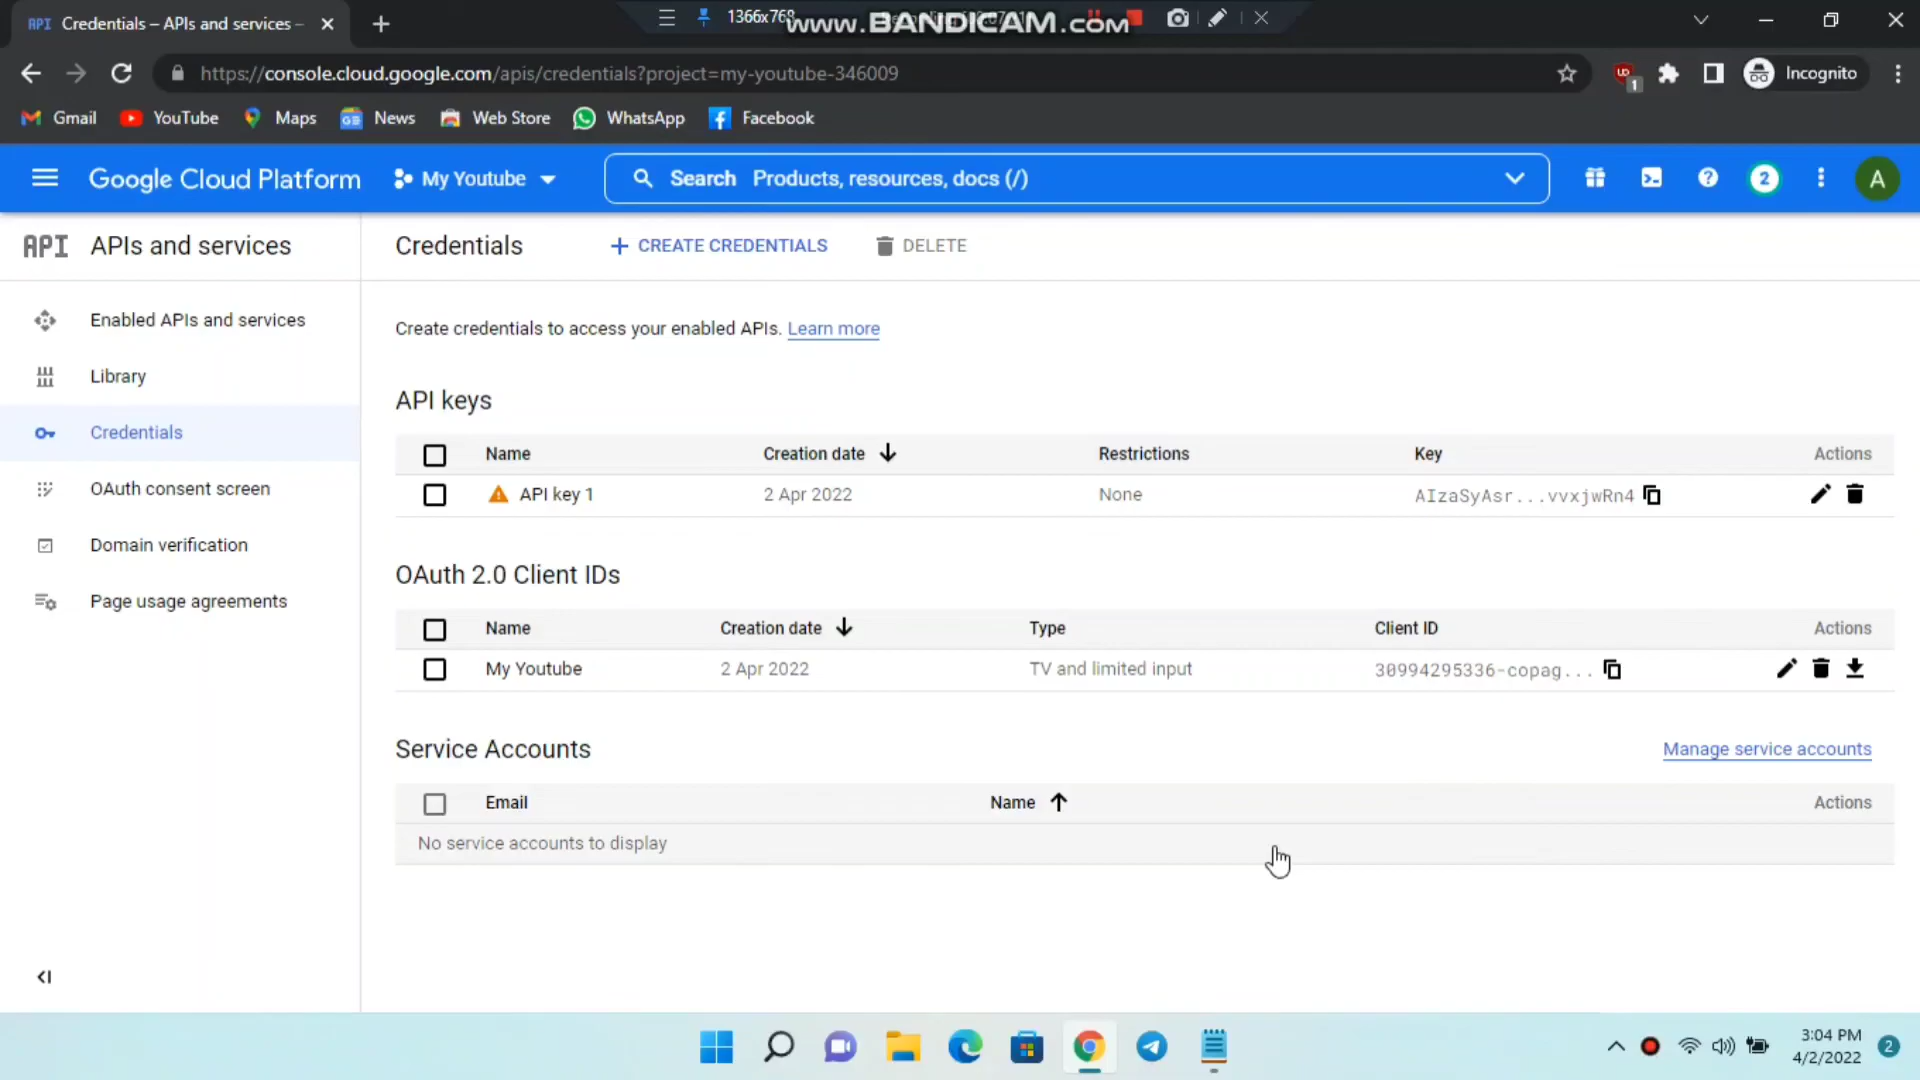 API Credentials – APIs and services –
1366x768
www.BANDICAM.com
https://console.cloud.google.com/apis/credentials?project=my-youtube-346009
1
Incognito
Gmail YouTube Maps News Web Store WhatsApp Facebook
Google Cloud Platform My Youtube Search Products, resources, docs (/) 2 A
API APIs and services
Credentials CREATE CREDENTIALS DELETE
Enabled APIs and services
Library
Credentials
OAuth consent screen
Domain verification
Page usage agreements
Create credentials to access your enabled APIs. Learn more
API keys
Name Creation date Restrictions Key Actions
API key 1 2 Apr 2022 None AIzaSyAsr...vvxjwRn4
OAuth 2.0 Client IDs
Name Creation date Type Client ID Actions
My Youtube 2 Apr 2022 TV and limited input 30994295336-copag...
Service Accounts Manage service accounts
Email Name Actions
No service accounts to display
3:04 PM
4/2/2022
2